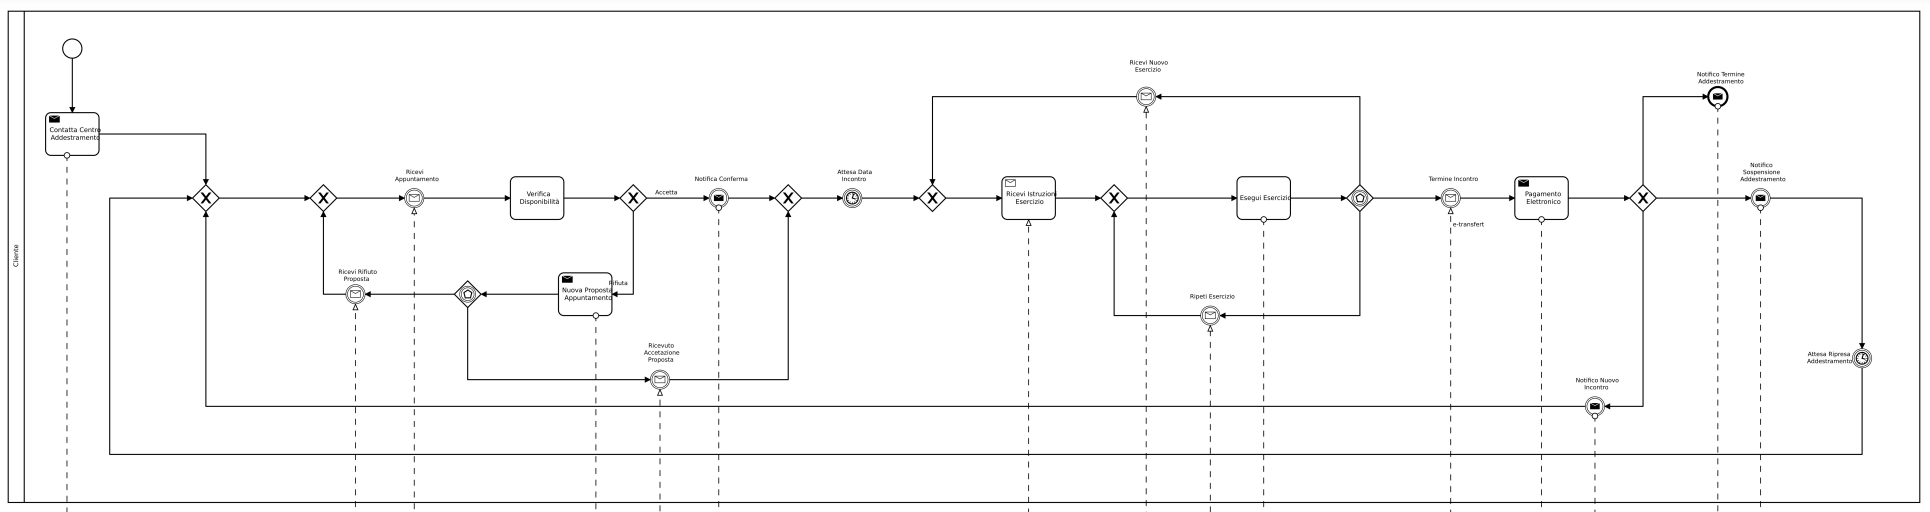 Ricevi Nuovo
Esercizio
Notifico Termine
Addestramento
Contatta Centro
Addestramento
Ricevi
Appuntamento
Verifica
Disponibilità
Accetta
Notifica Conferma
Attesa Data
Incontro
Ricevi Istruzioni
Esercizio
Esegui Esercizio
Termine Incontro
e-transfert
Pagamento
Elettronico
Notifico
Sospensione
Addestramento
Cliente
Ricevi Rifiuto
Proposta
Nuova Proposta
Appuntamento
Rifiuta
Ripeti Esercizio
Ricevuto
Accetazione
Proposta
Attesa Ripresa
Addestramento
Notifico Nuovo
Incontro